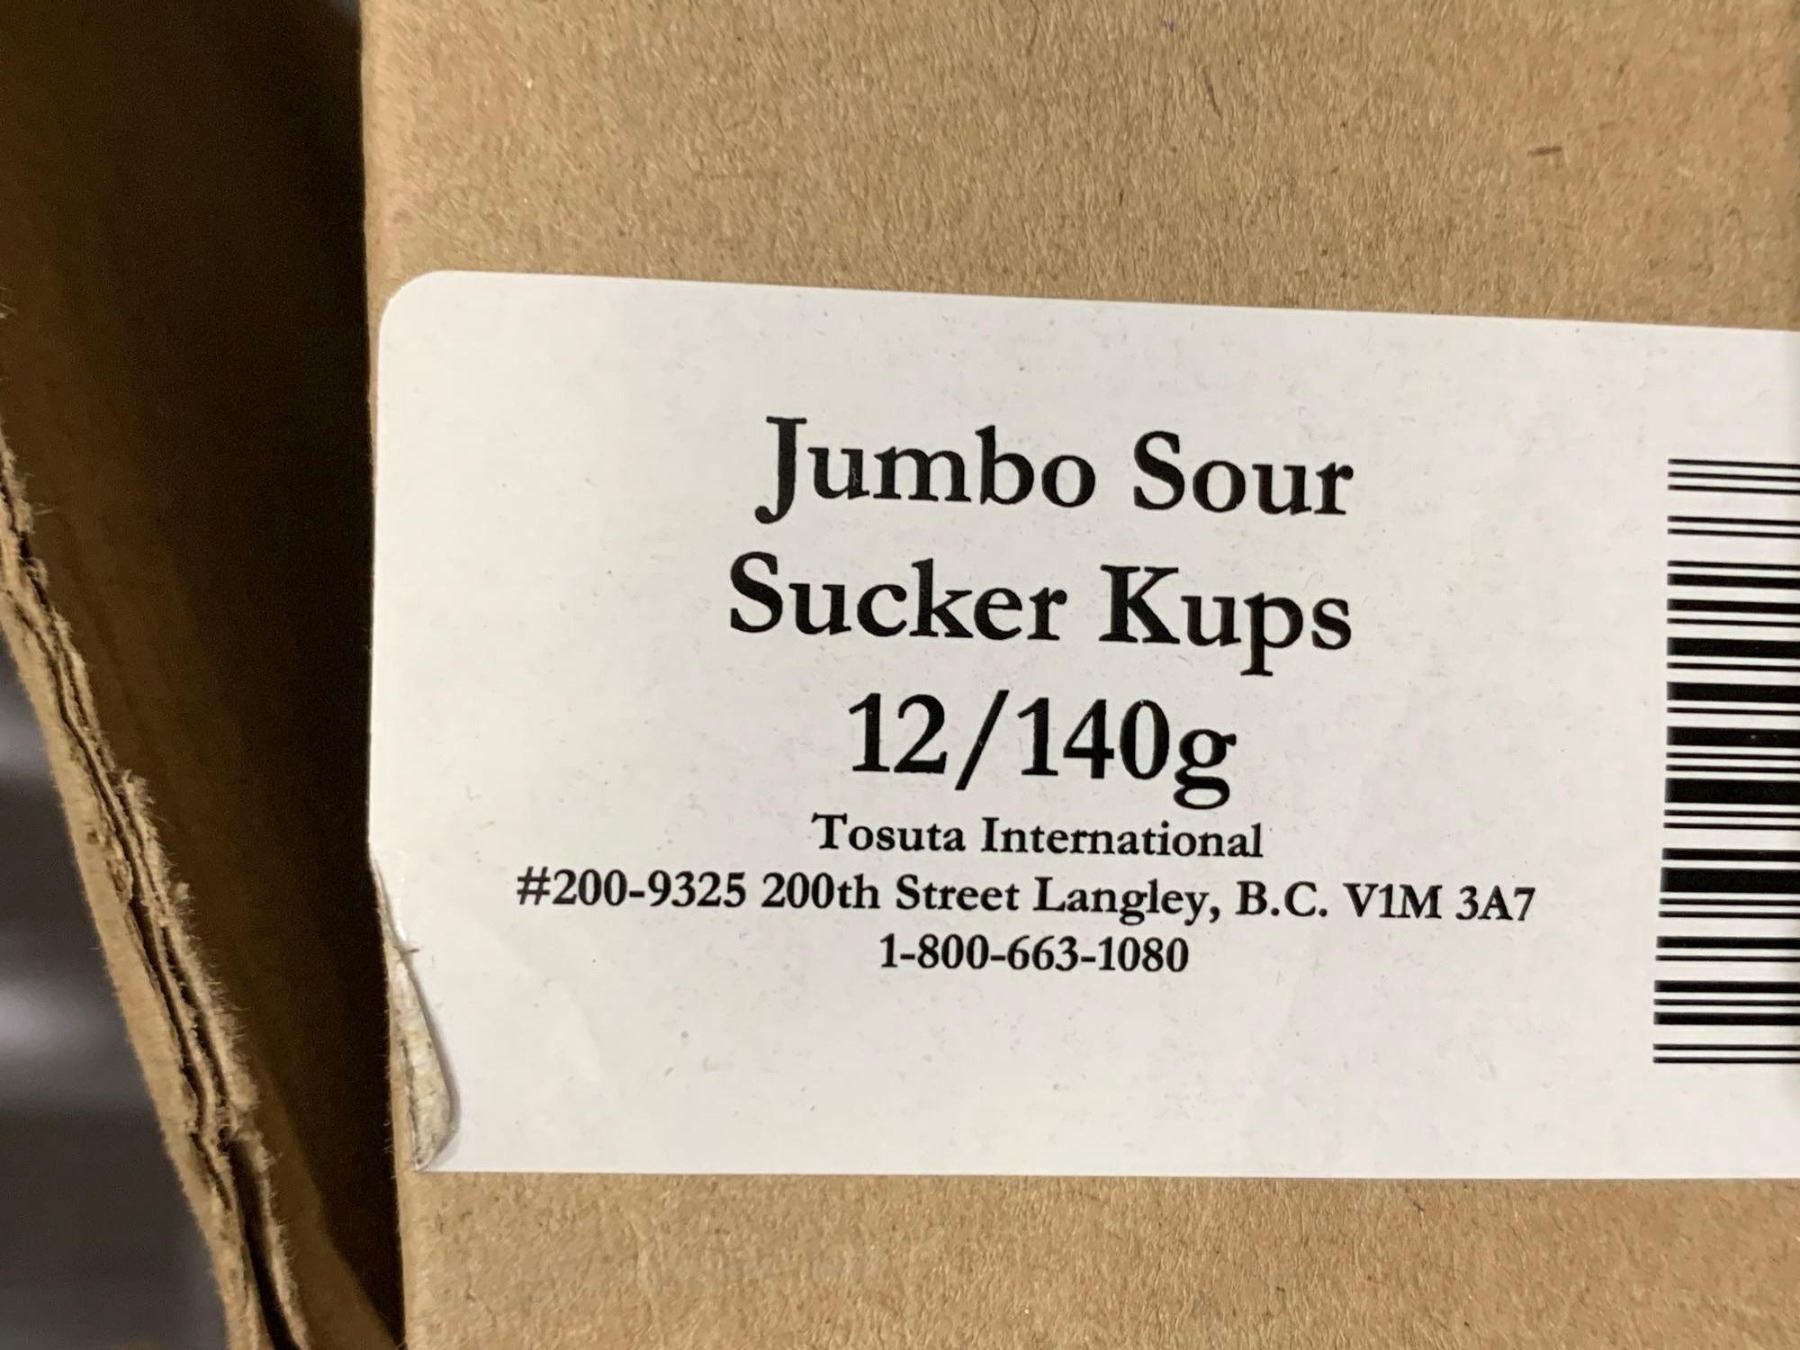 Jumbo Sour
Sucker Kups
12/140g
Tosuta International
#200-9325 200th Street Langley, B.C. V1M 3A7
1-800-663-1080